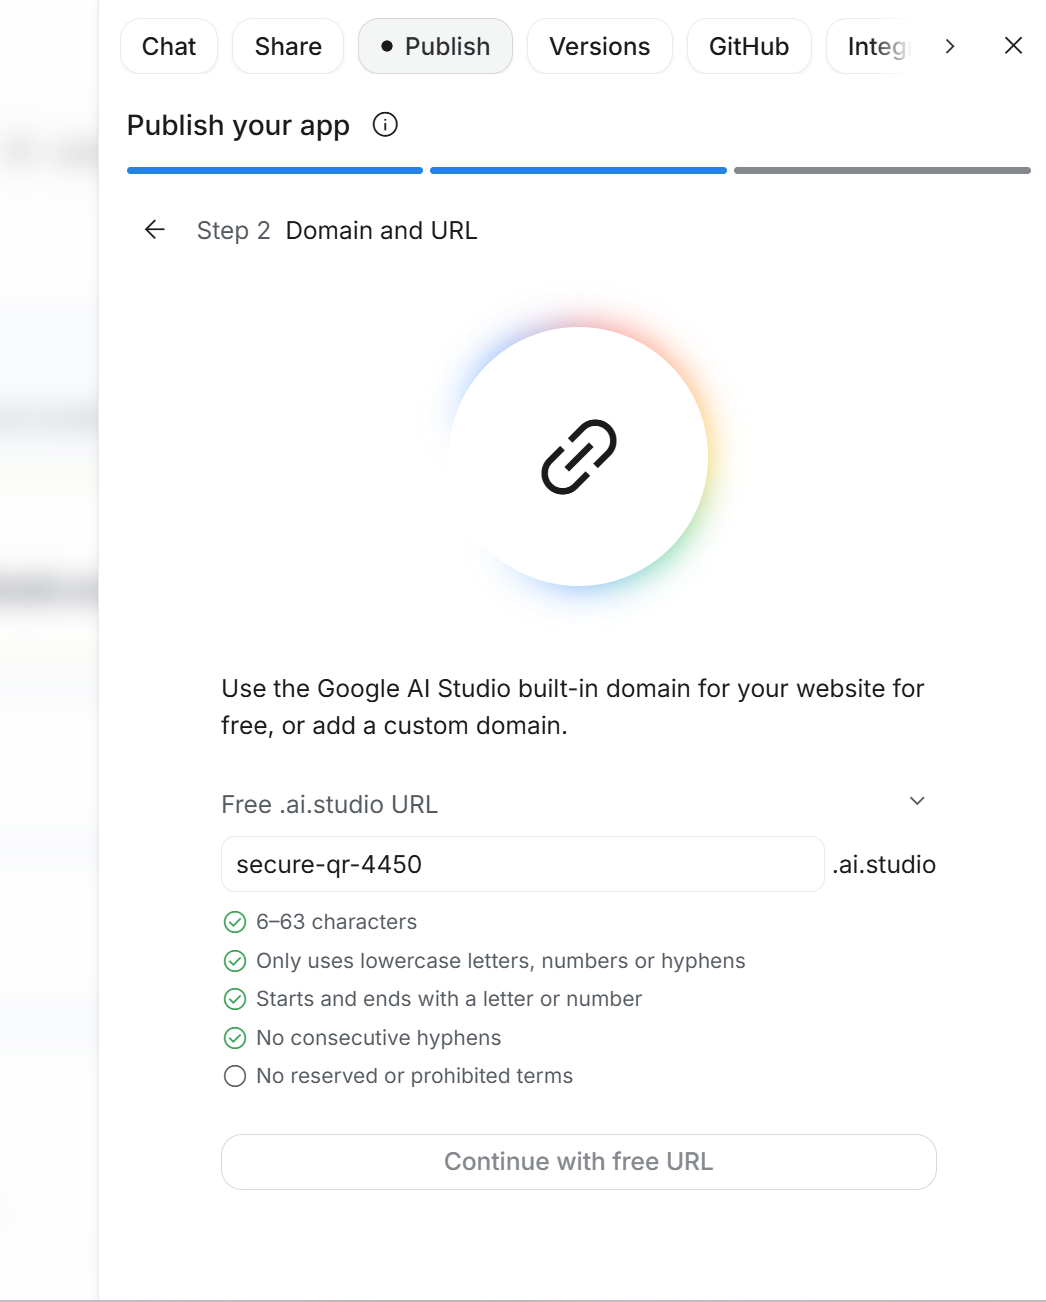 Chat
Share
Publish
Versions
GitHub
Integ
Publish your app
Step 2 Domain and URL
Use the Google AI Studio built-in domain for your website for
free, or add a custom domain.
Free .ai.studio URL
secure-qr-4450 .ai.studio
6–63 characters
Only uses lowercase letters, numbers or hyphens
Starts and ends with a letter or number
No consecutive hyphens
No reserved or prohibited terms
Continue with free URL